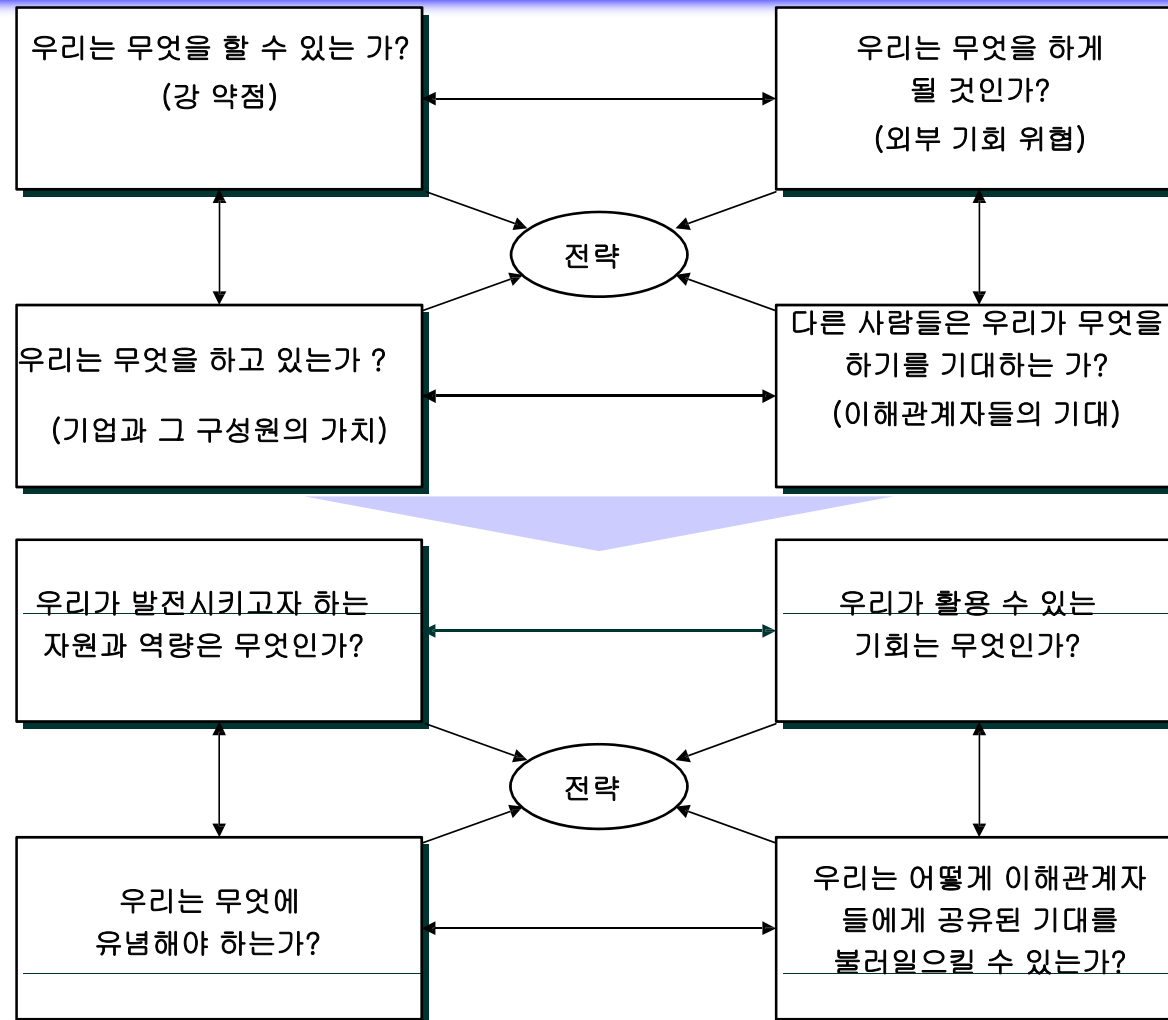 우리는 무엇을 할 수 있는 가?
(강 약점)
우리는 무엇을 하게
될 것인가?
(외부 기회 위협)
전략
우리는 무엇을 하고 있는가 ?
(기업과 그 구성원의 가치)
다른 사람들은 우리가 무엇을
하기를 기대하는 가?
(이해관계자들의 기대)
우리가 발전시키고자 하는
자원과 역량은 무엇인가?
우리가 활용 수 있는
기회는 무엇인가?
전략
우리는 무엇에
유념해야 하는가?
우리는 어떻게 이해관계자
들에게 공유된 기대를
불러일으킬 수 있는가?